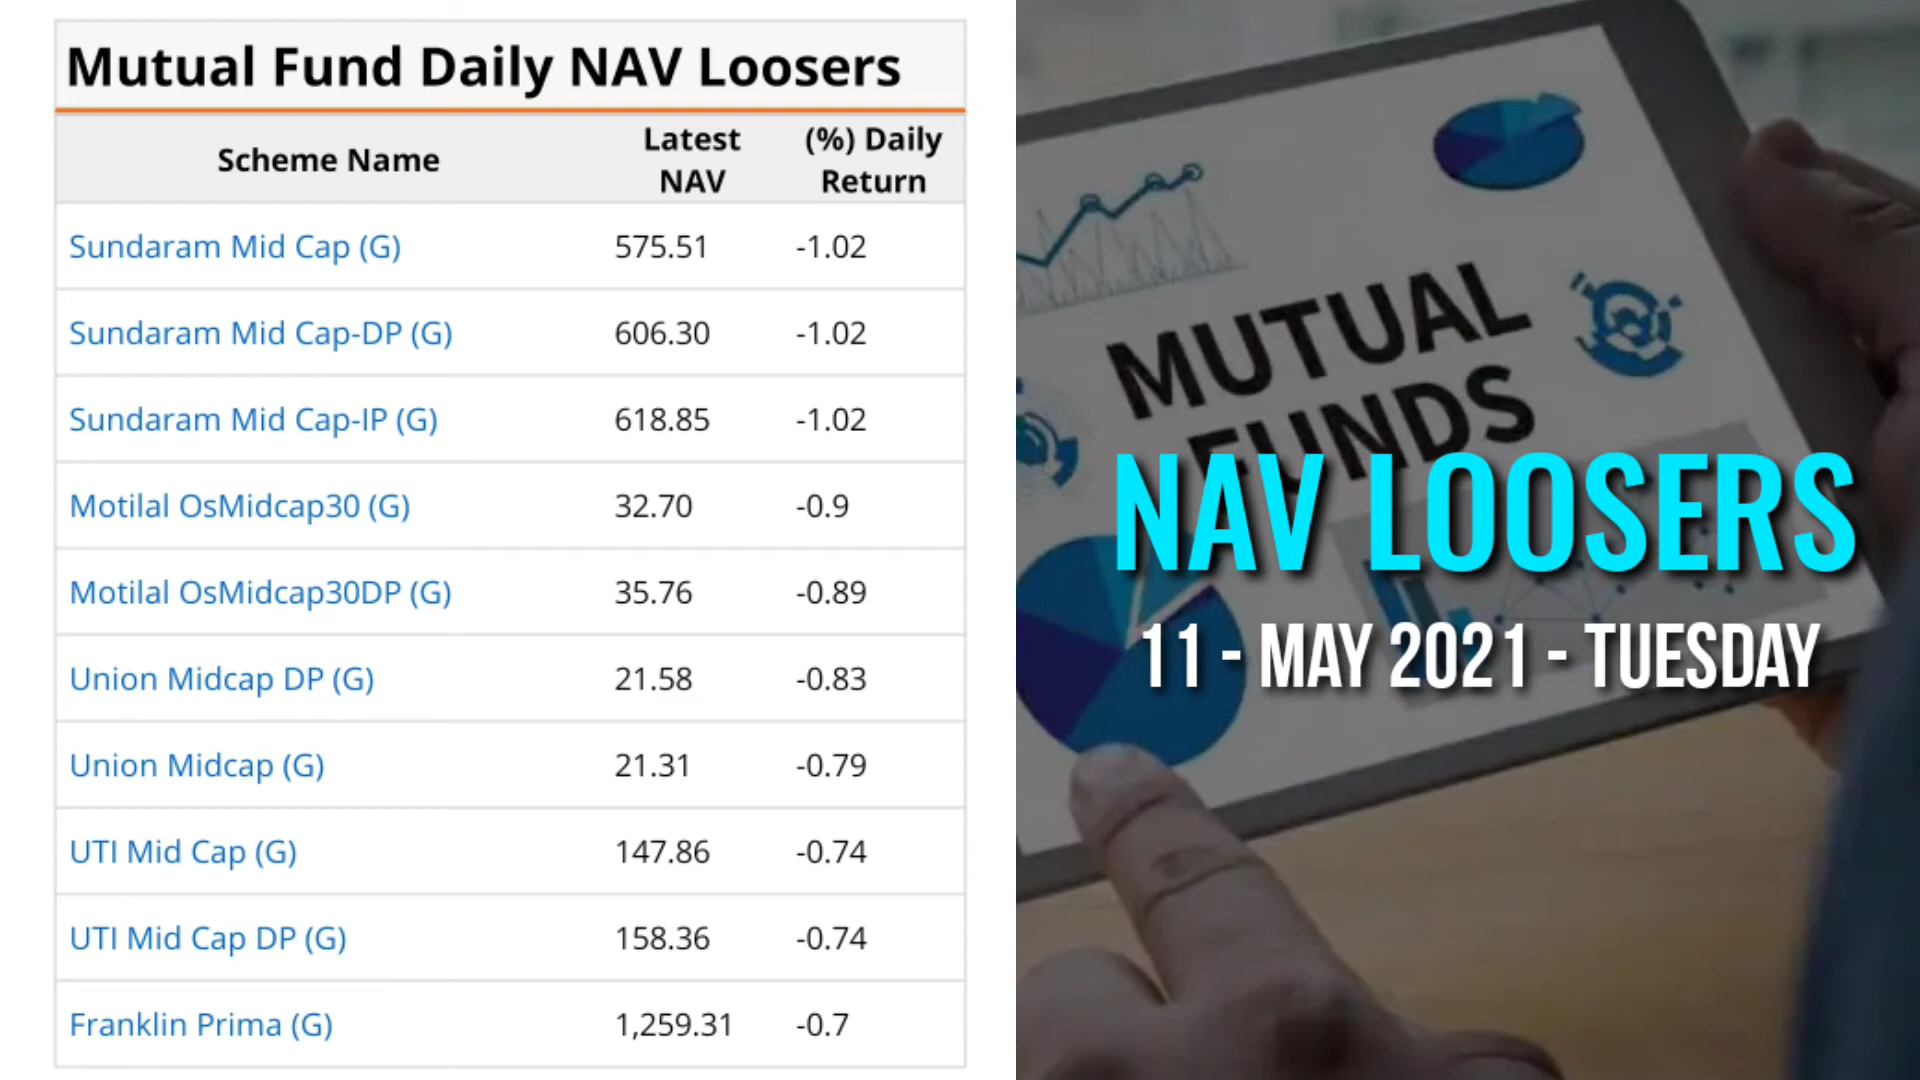 Mutual Fund Daily NAV Loosers
Scheme Name Latest NAV (%) Daily Return
Sundaram Mid Cap (G) 575.51 -1.02
Sundaram Mid Cap-DP (G) 606.30 -1.02
Sundaram Mid Cap-IP (G) 618.85 -1.02
Motilal OsMidcap30 (G) 32.70 -0.9
Motilal OsMidcap30DP (G) 35.76 -0.89
Union Midcap DP (G) 21.58 -0.83
Union Midcap (G) 21.31 -0.79
UTI Mid Cap (G) 147.86 -0.74
UTI Mid Cap DP (G) 158.36 -0.74
Franklin Prima (G) 1,259.31 -0.7
MUTUAL
FUNDS
NAV LOOSERS
11 - MAY 2021 - TUESDAY